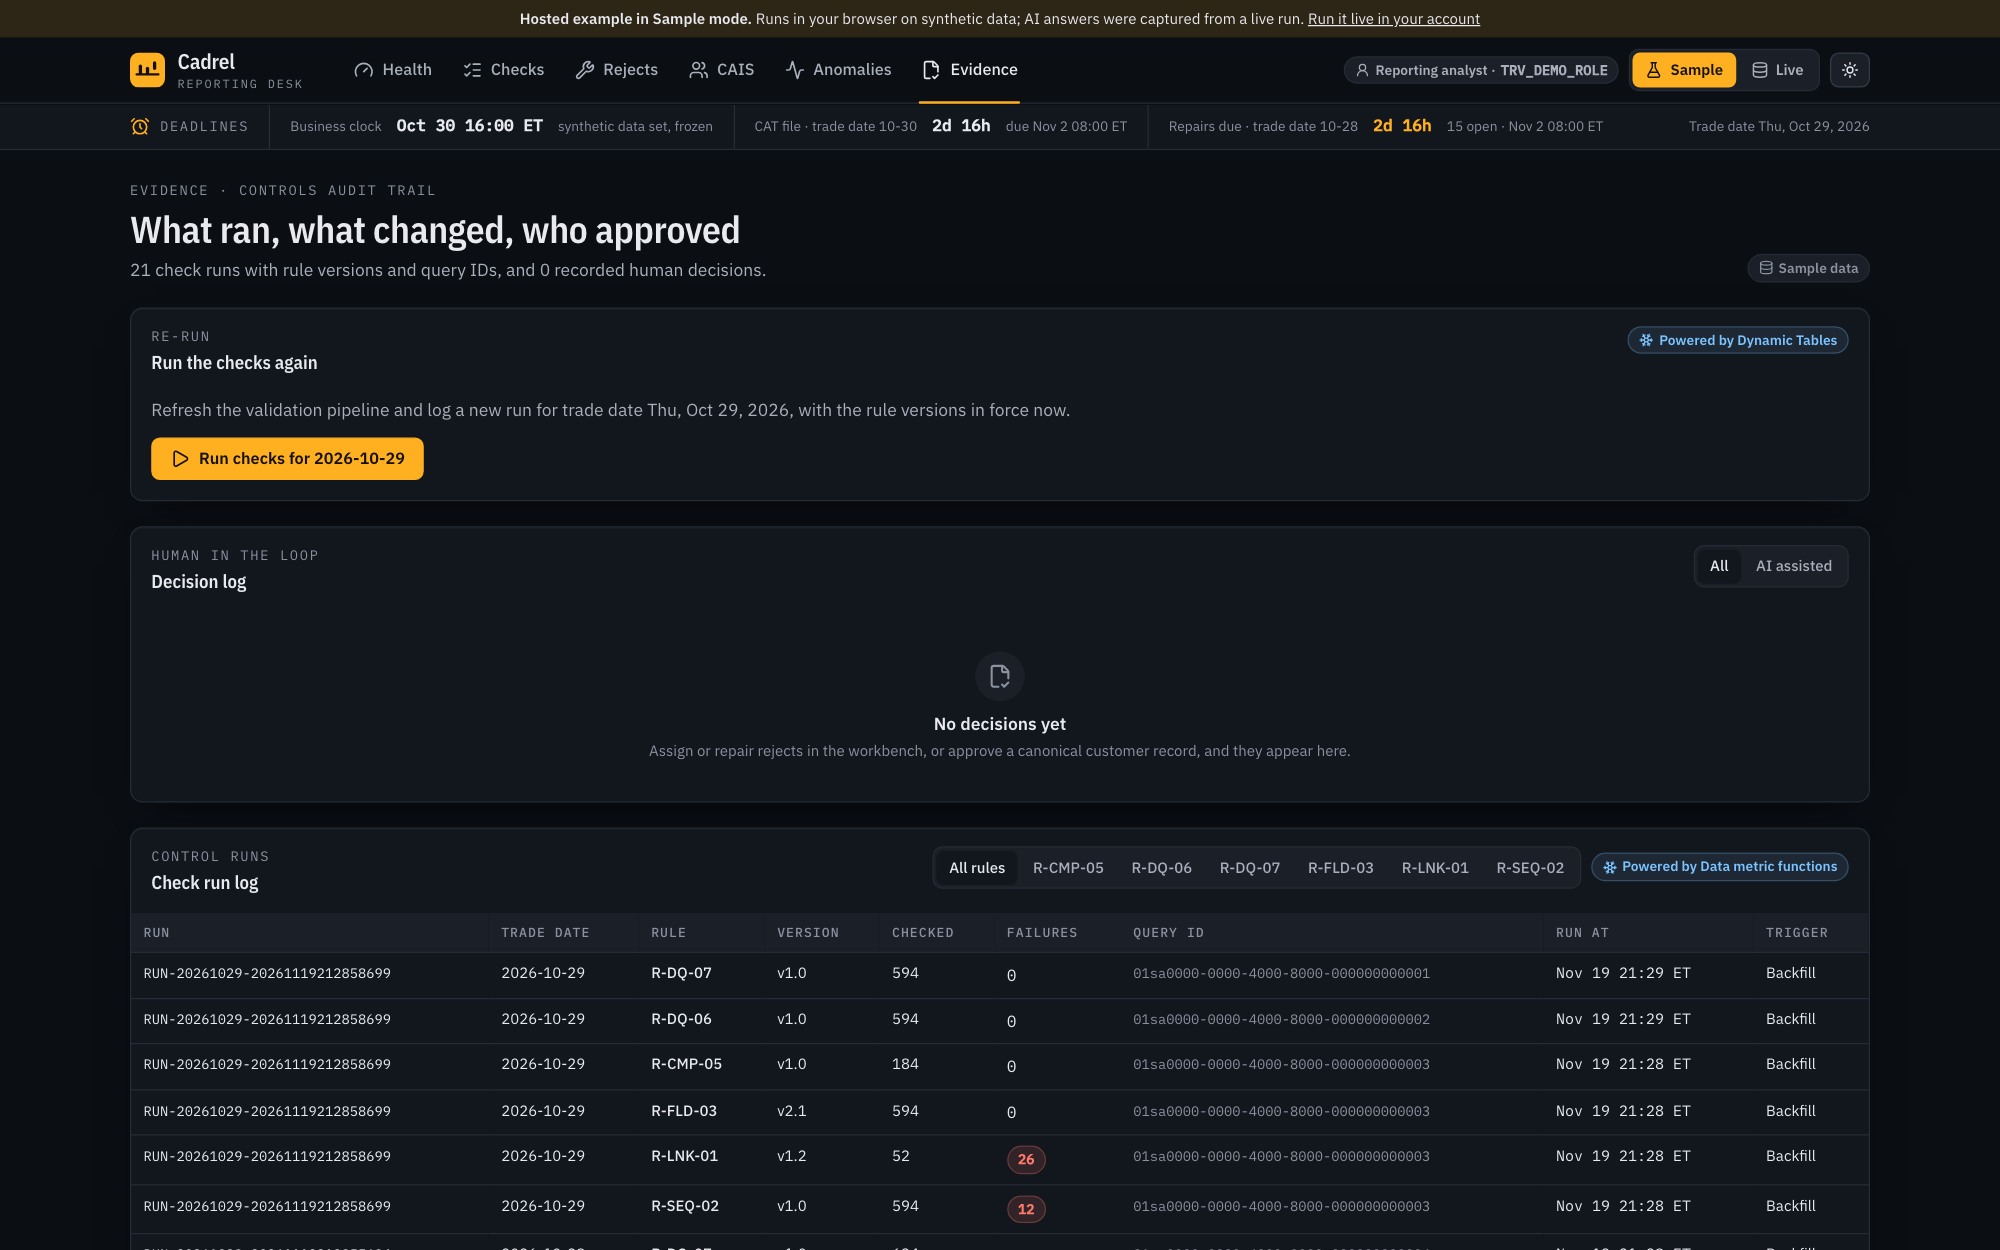 Hosted example in Sample mode. Runs in your browser on synthetic data; AI answers were captured from a live run. Run it live in your account
Cadrel
REPORTING DESK
Health
Checks
Rejects
CAIS
Anomalies
Evidence
Reporting analyst · TRV_DEMO_ROLE
Sample
Live
DEADLINES
Business clock Oct 30 16:00 ET synthetic data set, frozen
CAT file · trade date 10-30 2d 16h due Nov 2 08:00 ET
Repairs due · trade date 10-28 2d 16h 15 open · Nov 2 08:00 ET
Trade date Thu, Oct 29, 2026
EVIDENCE · CONTROLS AUDIT TRAIL
What ran, what changed, who approved
21 check runs with rule versions and query IDs, and 0 recorded human decisions.
Sample data
RE-RUN
Run the checks again
Powered by Dynamic Tables
Refresh the validation pipeline and log a new run for trade date Thu, Oct 29, 2026, with the rule versions in force now.
Run checks for 2026-10-29
HUMAN IN THE LOOP
Decision log
All
AI assisted
No decisions yet
Assign or repair rejects in the workbench, or approve a canonical customer record, and they appear here.
CONTROL RUNS
Check run log
All rules R-CMP-05 R-DQ-06 R-DQ-07 R-FLD-03 R-LNK-01 R-SEQ-02
Powered by Data metric functions
RUN TRADE DATE RULE VERSION CHECKED FAILURES QUERY ID RUN AT TRIGGER
RUN-20261029-20261119212858699 2026-10-29 R-DQ-07 v1.0 594 0 01sa0000-0000-4000-8000-000000000001 Nov 19 21:29 ET Backfill
RUN-20261029-20261119212858699 2026-10-29 R-DQ-06 v1.0 594 0 01sa0000-0000-4000-8000-000000000002 Nov 19 21:29 ET Backfill
RUN-20261029-20261119212858699 2026-10-29 R-CMP-05 v1.0 184 0 01sa0000-0000-4000-8000-000000000003 Nov 19 21:28 ET Backfill
RUN-20261029-20261119212858699 2026-10-29 R-FLD-03 v2.1 594 0 01sa0000-0000-4000-8000-000000000003 Nov 19 21:28 ET Backfill
RUN-20261029-20261119212858699 2026-10-29 R-LNK-01 v1.2 52 26 01sa0000-0000-4000-8000-000000000003 Nov 19 21:28 ET Backfill
RUN-20261029-20261119212858699 2026-10-29 R-SEQ-02 v1.0 594 12 01sa0000-0000-4000-8000-000000000003 Nov 19 21:28 ET Backfill